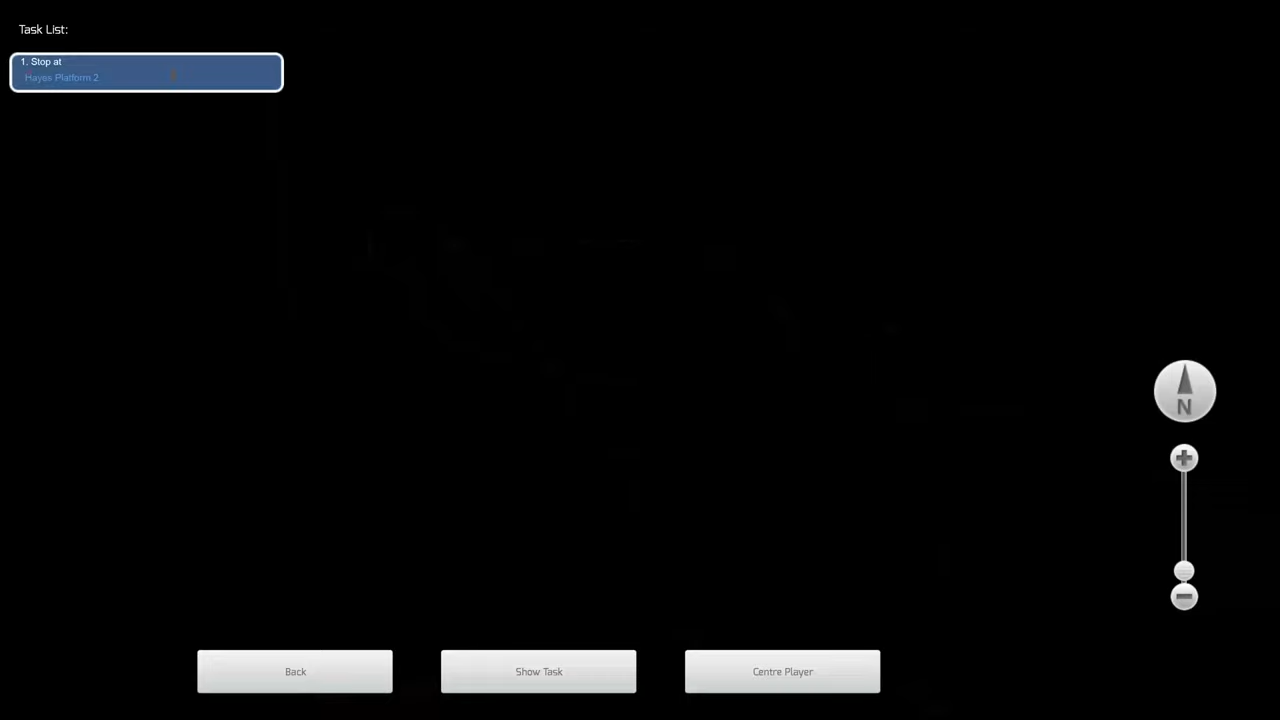 Task List:
1. Stop at
Hayes Platform 2
N
Back
Show Task
Centre Player